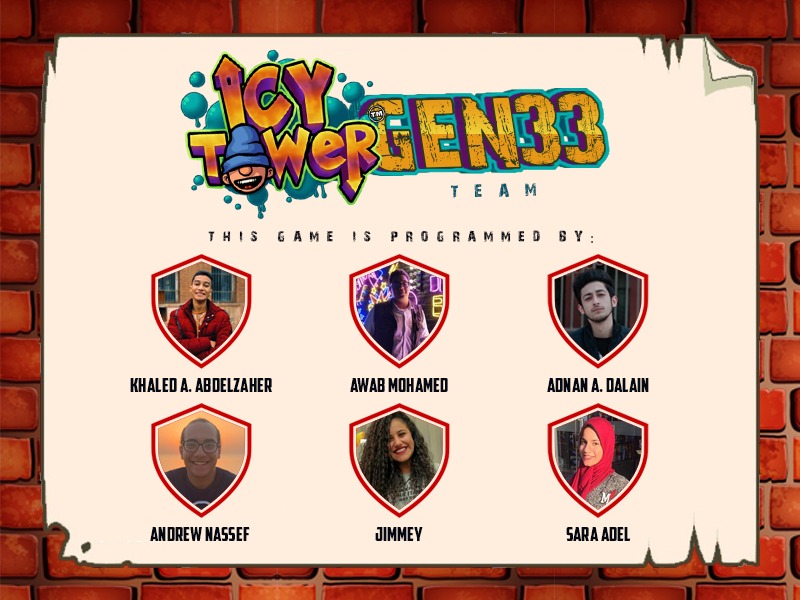 ICY
TOWER
TM
GEN33
TEAM
THIS GAME IS PROGRAMMED BY:
KHALED A. ABDELZAHER
AWAB MOHAMED
ADNAN A. DALAIN
ANDREW NASSEF
JIMMEY
SARA ADEL